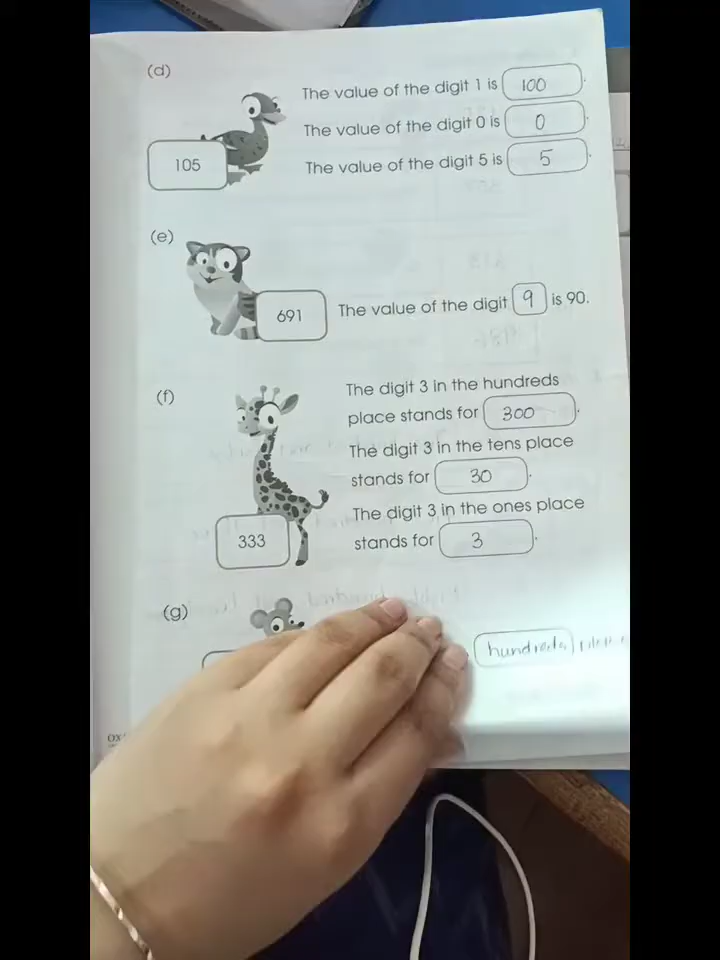 (d)
The value of the digit 1 is 100.
The value of the digit 0 is 0.
105
The value of the digit 5 is 5.
(e)
691
The value of the digit 9 is 90.
(f)
The digit 3 in the hundreds
place stands for 300.
The digit 3 in the tens place
stands for 30.
333
The digit 3 in the ones place
stands for 3.
(g)
hundreds